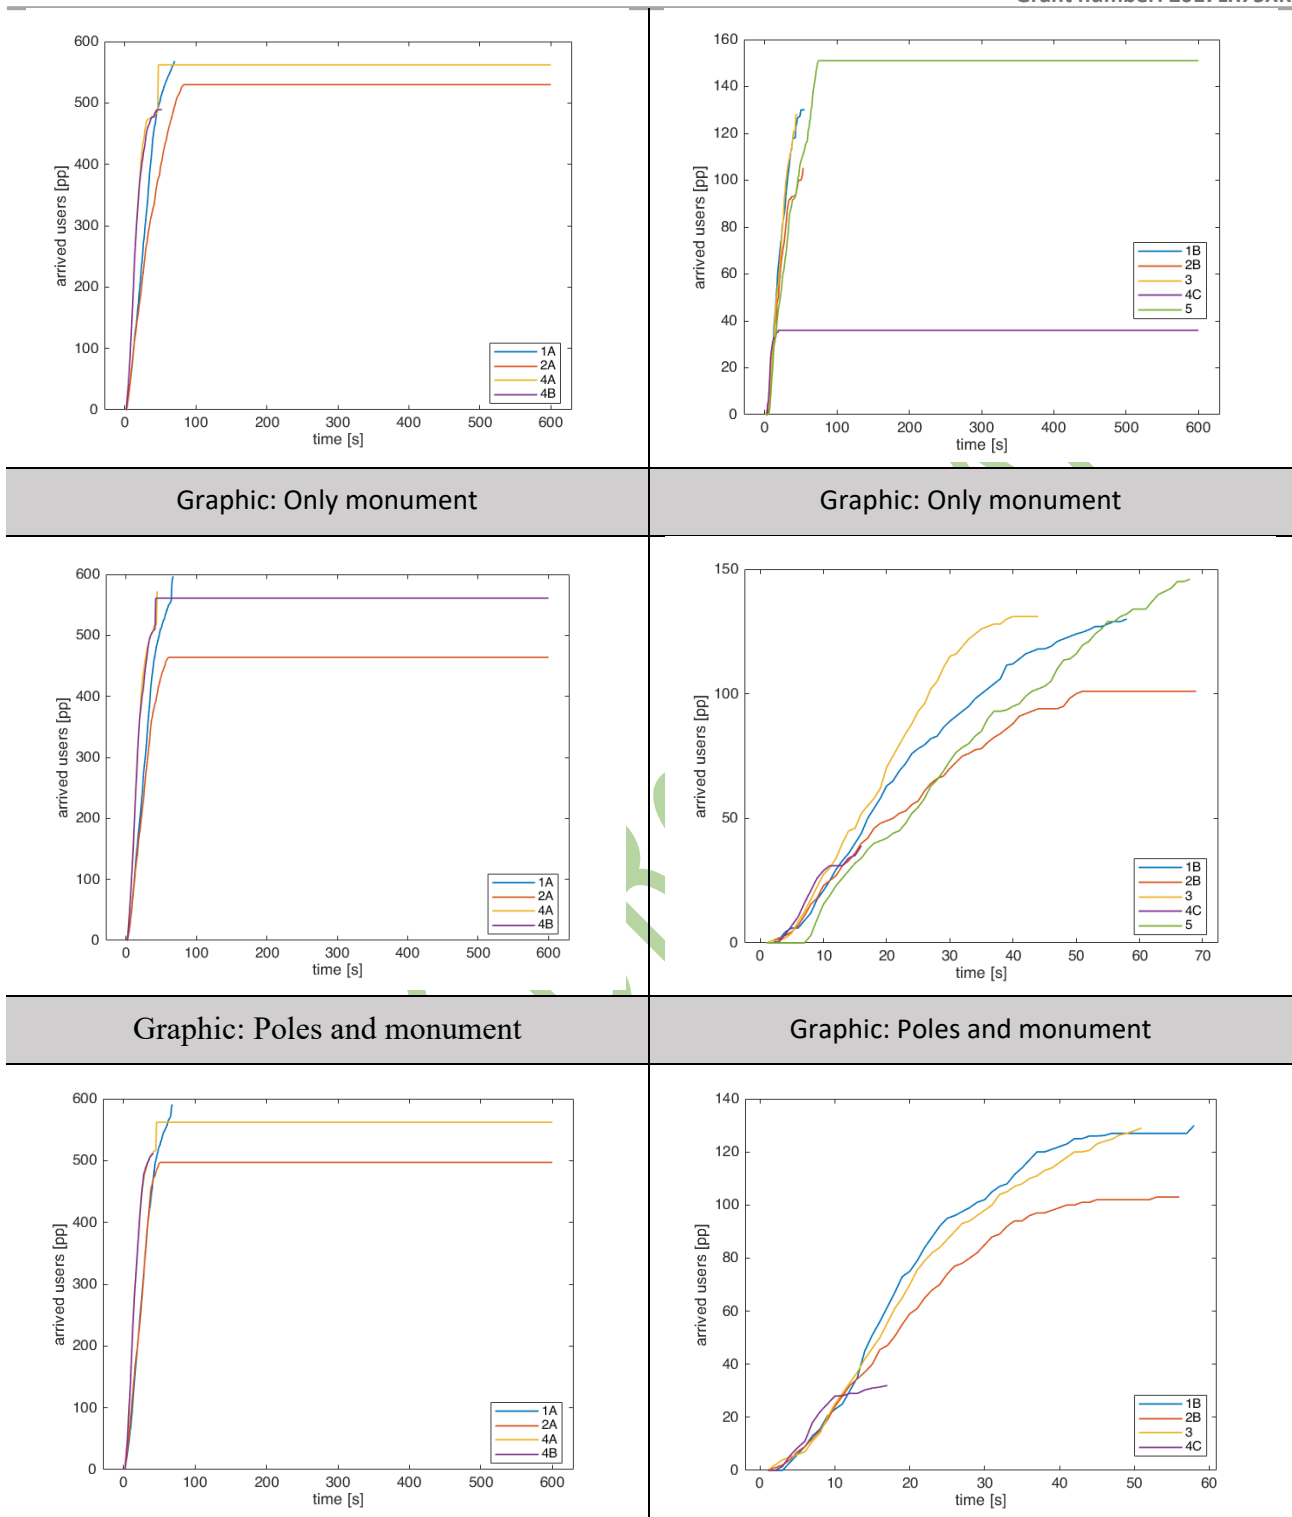 600
500
400
300
200
100
0
arrived users [pp]
1A
2A
4A
4B
0 100 200 300 400 500 600
time [s]
160
140
120
100
80
60
40
20
0
arrived users [pp]
1B
2B
3
4C
5
0 100 200 300 400 500 600
time [s]
Graphic: Only monument
Graphic: Only monument
600
500
400
300
200
100
0
arrived users [pp]
1A
2A
4A
4B
0 100 200 300 400 500 600
time [s]
150
100
50
0
arrived users [pp]
1B
2B
3
4C
5
0 10 20 30 40 50 60 70
time [s]
Graphic: Poles and monument
Graphic: Poles and monument
600
500
400
300
200
100
0
arrived users [pp]
1A
2A
4A
4B
0 100 200 300 400 500 600
time [s]
140
120
100
80
60
40
20
0
arrived users [pp]
1B
2B
3
4C
0 10 20 30 40 50 60
time [s]